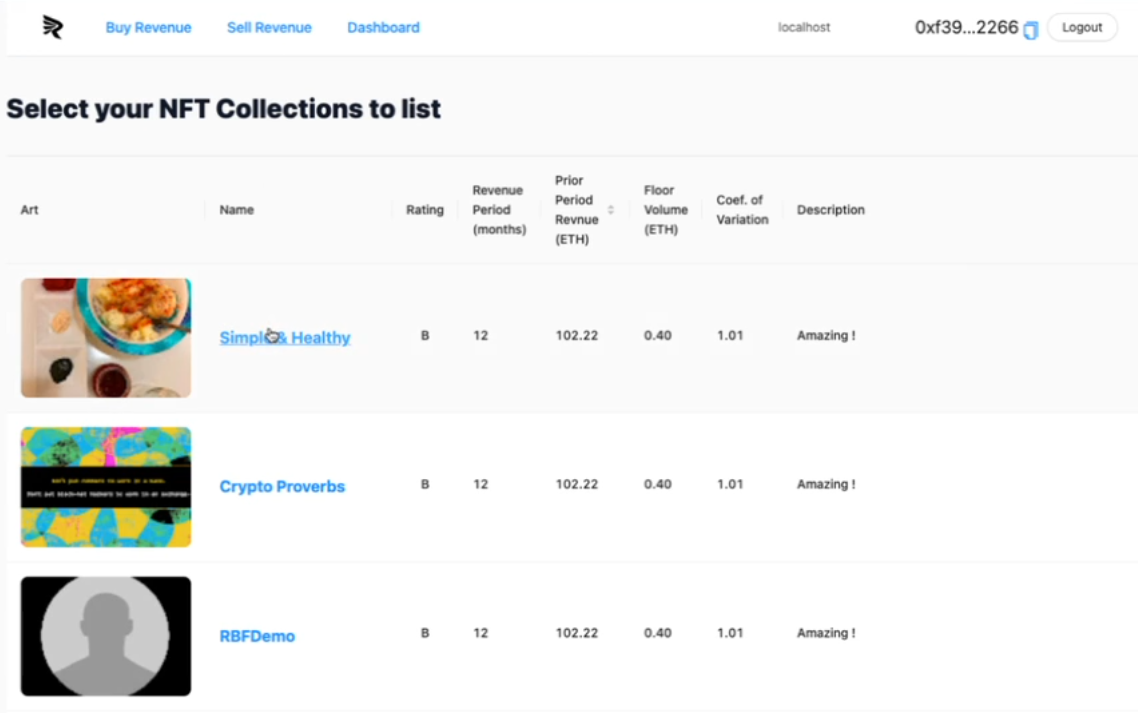 Buy Revenue Sell Revenue Dashboard localhost 0xf39...2266 Logout
Select your NFT Collections to list
Art Name Rating Revenue Period (months) Prior Period Revnue (ETH) Floor Volume (ETH) Coef. of Variation Description
Simple & Healthy B 12 102.22 0.40 1.01 Amazing !
Crypto Proverbs B 12 102.22 0.40 1.01 Amazing !
RBFDemo B 12 102.22 0.40 1.01 Amazing !